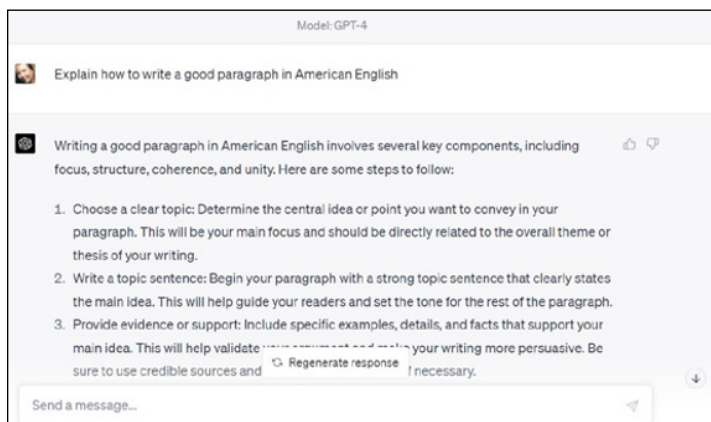 Model: GPT-4
Explain how to write a good paragraph in American English
Writing a good paragraph in American English involves several key components, including
focus, structure, coherence, and unity. Here are some steps to follow:
1. Choose a clear topic: Determine the central idea or point you want to convey in your
paragraph. This will be your main focus and should be directly related to the overall theme or
thesis of your writing.
2. Write a topic sentence: Begin your paragraph with a strong topic sentence that clearly states
the main idea. This will help guide your readers and set the tone for the rest of the paragraph.
3. Provide evidence or support: Include specific examples, details, and facts that support your
main idea. This will help validate your argument and make your writing more persuasive. Be
Regenerate response
sure to use credible sources and necessary.
Send a message...